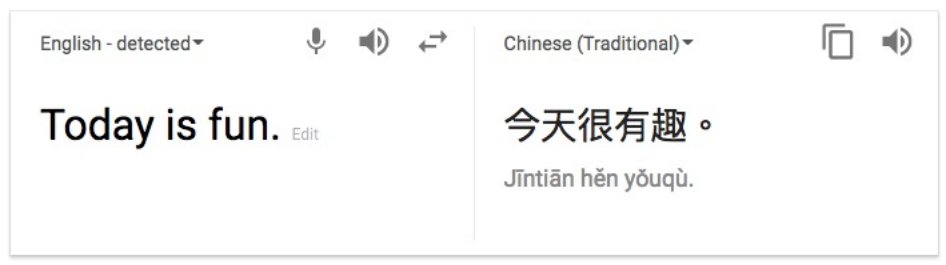 English - detected
Chinese (Traditional)
Today is fun. Edit
今天很有趣。
Jīntiān hěn yǒuqù.